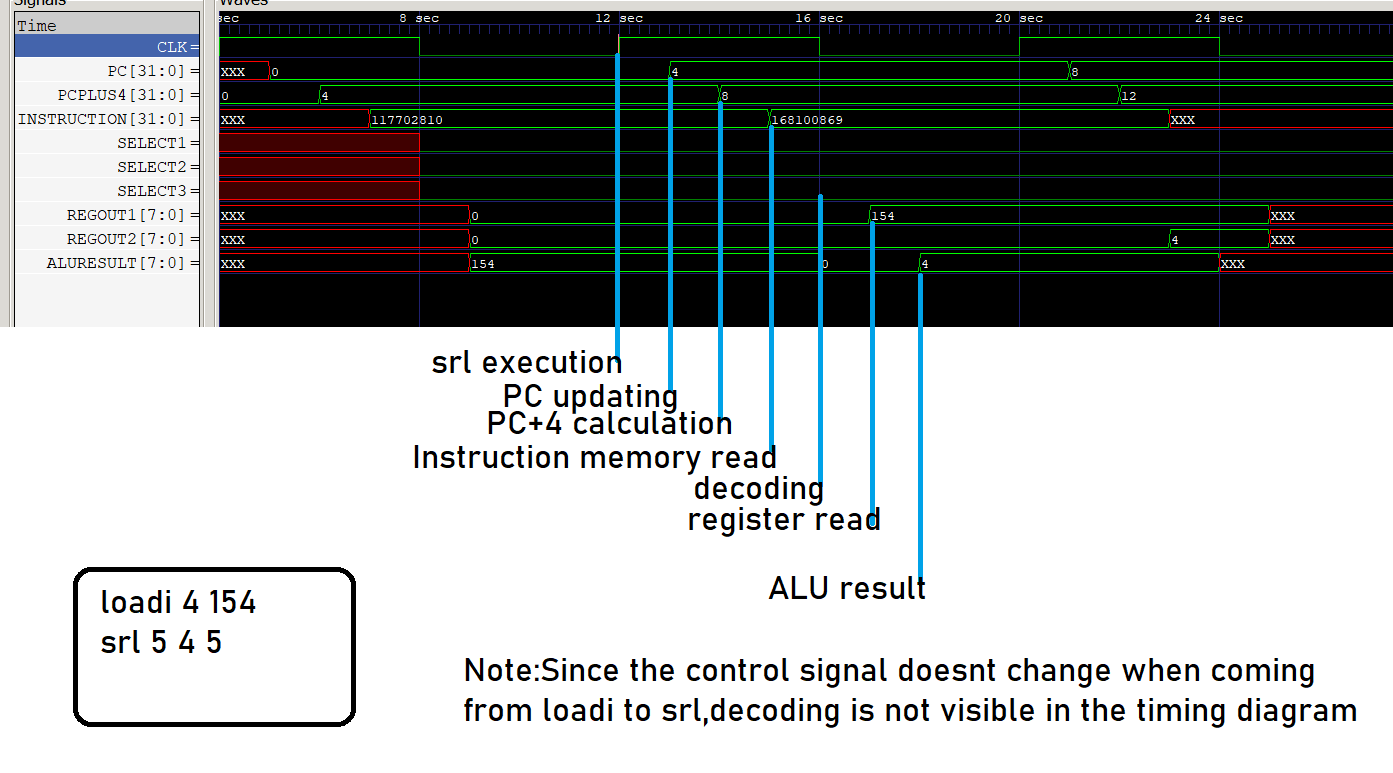 Signals
Waves
Time
sec 8 sec 12 sec 16 sec 20 sec 24 sec
CLK=
PC[31:0] = xxx 0 4 8
PCPLUS4[31:0] = 0 4 8 12
INSTRUCTION[31:0] = xxx 117702810 168100869 xxx
SELECT1 =
SELECT2 =
SELECT3 =
REGOUT1[7:0] = xxx 0 154 xxx
REGOUT2[7:0] = xxx 0 4 xxx
ALURESULT[7:0] = xxx 154 0 4 xxx
srl execution
PC updating
PC+4 calculation
Instruction memory read
decoding
register read
ALU result
loadi 4 154
srl 5 4 5
Note:Since the control signal doesnt change when coming
from loadi to srl,decoding is not visible in the timing diagram